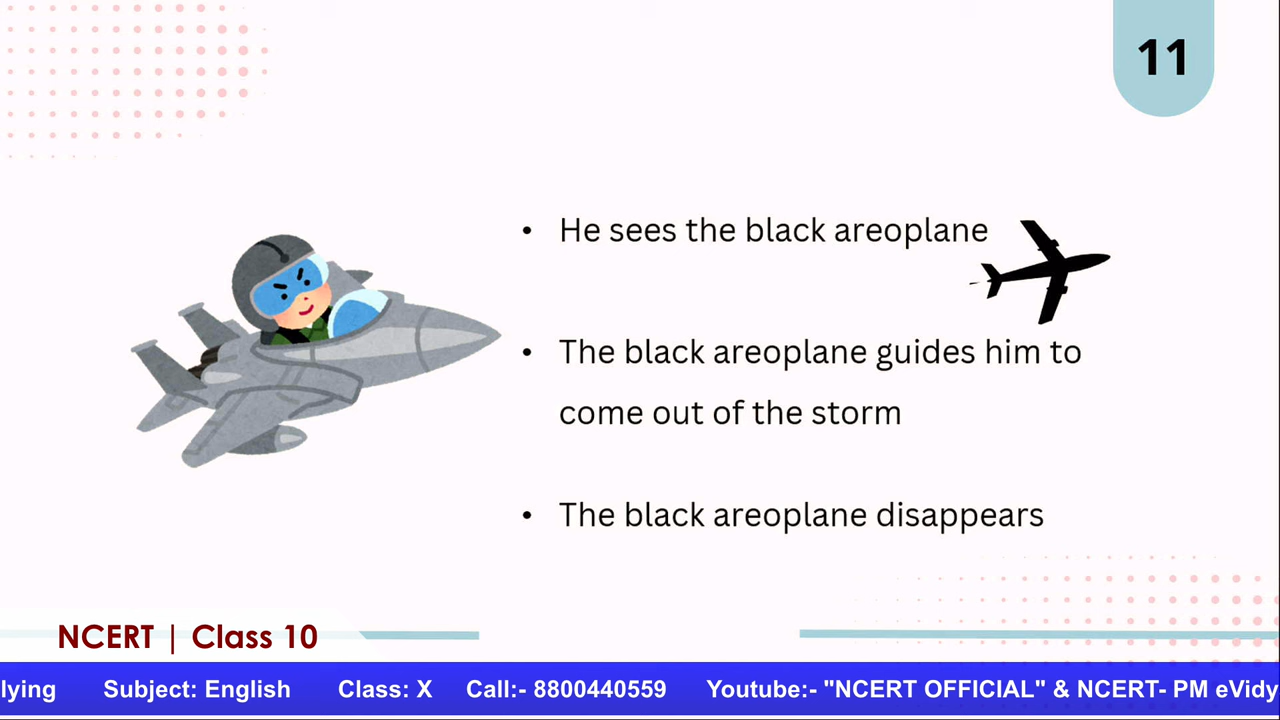 11
• He sees the black areoplane
• The black areoplane guides him to
come out of the storm
• The black areoplane disappears
NCERT | Class 10
lying Subject: English Class: X Call:- 8800440559 Youtube:- "NCERT OFFICIAL" & NCERT- PM eVidy